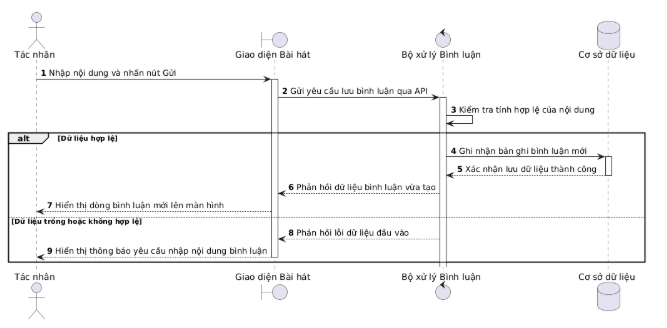 Tác nhân
Giao diện Bài hát
Bộ xử lý Bình luận
Cơ sở dữ liệu
1 Nhập nội dung và nhấn nút Gửi
2 Gửi yêu cầu lưu bình luận qua API
3 Kiểm tra tính hợp lệ của nội dung
alt [Dữ liệu hợp lệ]
4 Ghi nhận bản ghi bình luận mới
5 Xác nhận lưu dữ liệu thành công
6 Phản hồi dữ liệu bình luận vừa tạo
7 Hiển thị dòng bình luận mới lên màn hình
[Dữ liệu trống hoặc không hợp lệ]
8 Phản hồi lỗi dữ liệu đầu vào
9 Hiển thị thông báo yêu cầu nhập nội dung bình luận
Tác nhân
Giao diện Bài hát
Bộ xử lý Bình luận
Cơ sở dữ liệu